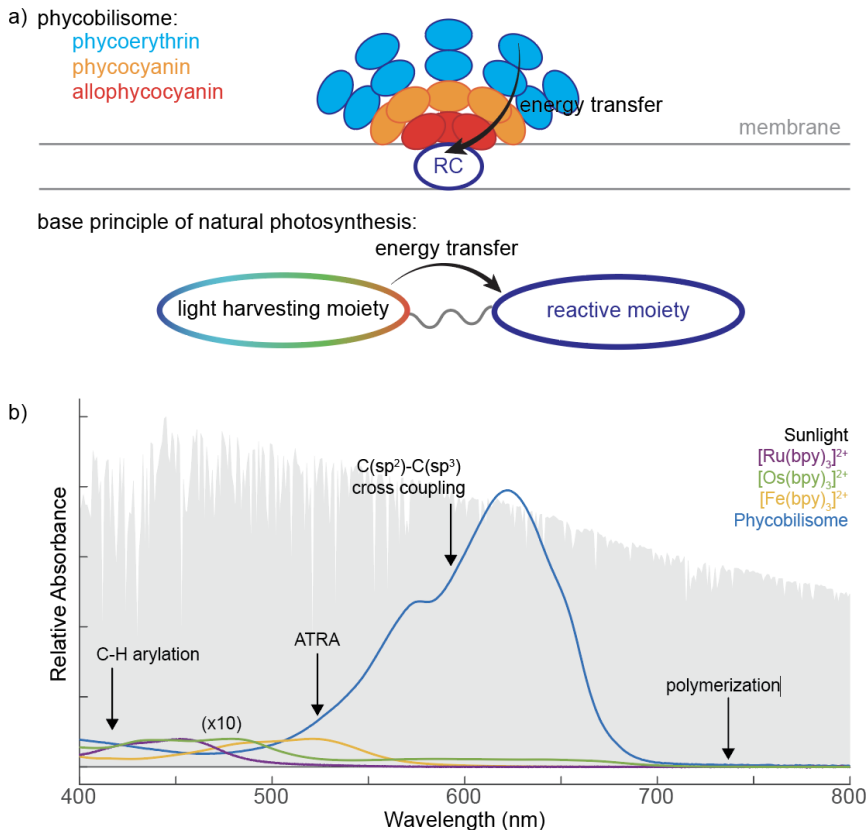 a) phycobilisome:
phycoerythrin
phycocyanin
allophycocyanin
energy transfer
membrane
RC
base principle of natural photosynthesis:
energy transfer
light harvesting moiety
reactive moiety
b)
Relative Absorbance
C(sp²)-C(sp³)
cross coupling
Sunlight
[Ru(bpy)₃]²⁺
[Os(bpy)₃]²⁺
[Fe(bpy)₃]²⁺
Phycobilisome
C-H arylation
ATRA
(x10)
polymerization
400 500 600 700 800
Wavelength (nm)